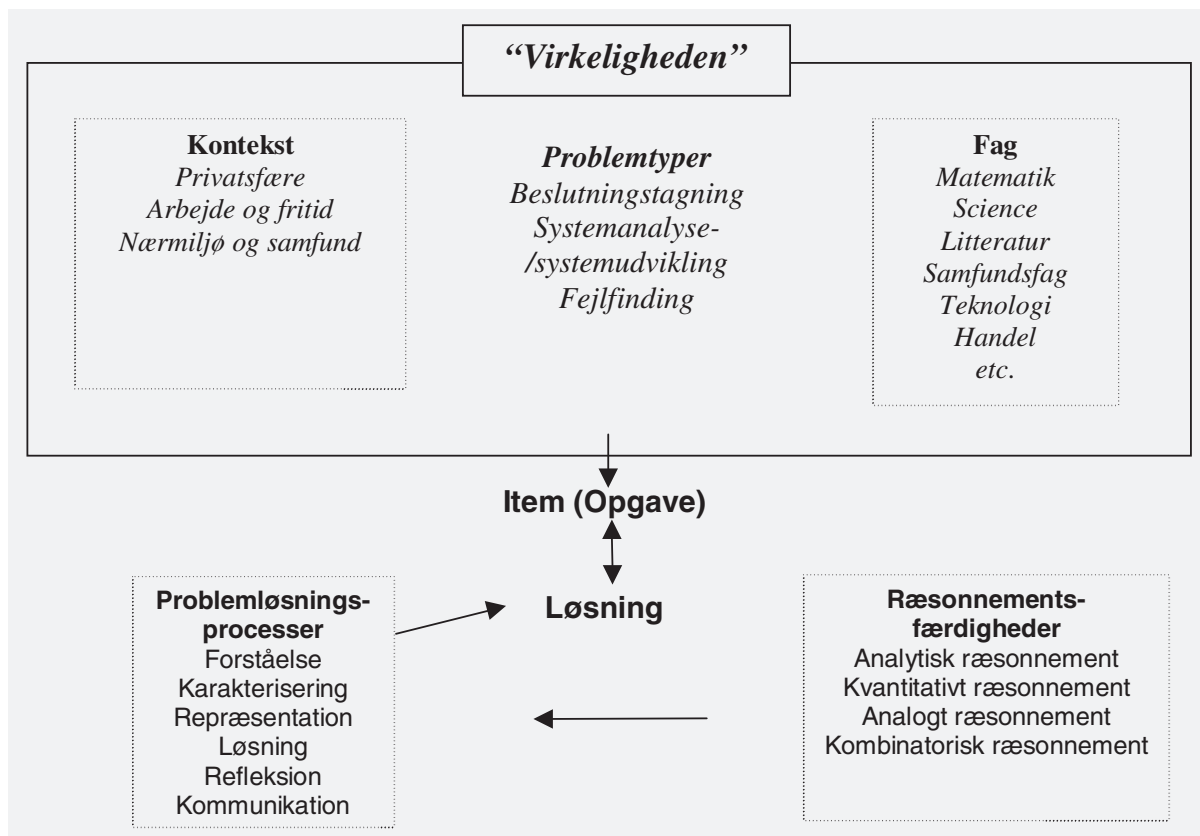 “Virkeligheden”
Kontekst
Privatsfære
Arbejde og fritid
Nærmiljø og samfund
Problemtyper
Beslutningstagning
Systemanalyse-
/systemudvikling
Fejlfinding
Fag
Matematik
Science
Litteratur
Samfundsfag
Teknologi
Handel
etc.
Item (Opgave)
Løsning
Problemløsnings-
processer
Forståelse
Karakterisering
Repræsentation
Løsning
Refleksion
Kommunikation
Ræsonnements-
færdigheder
Analytisk ræsonnement
Kvantitativt ræsonnement
Analogt ræsonnement
Kombinatorisk ræsonnement